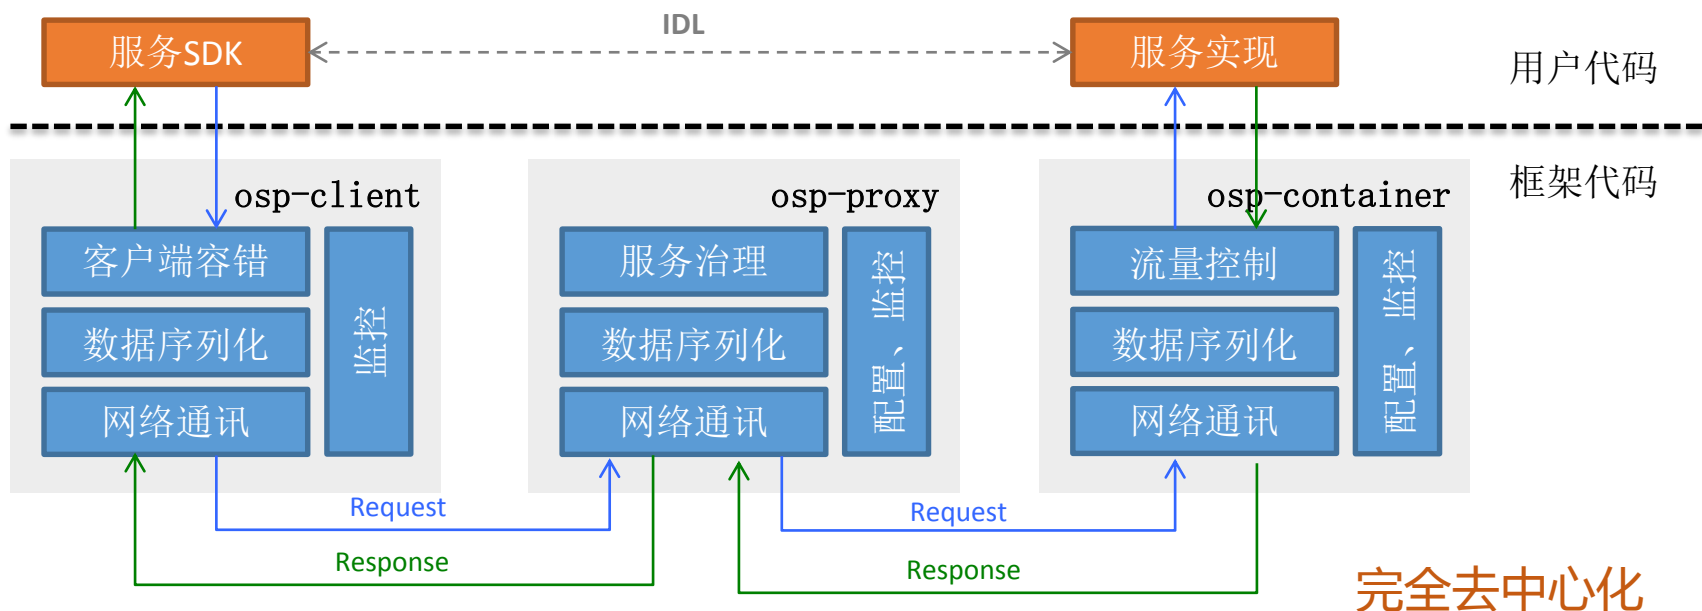 IDL
服务SDK
服务实现
用户代码
框架代码
osp-client
客户端容错
数据序列化
网络通讯
监控
osp-proxy
服务治理
数据序列化
网络通讯
配置、监控
osp-container
流量控制
数据序列化
网络通讯
配置、监控
Request
Response
Request
Response
完全去中心化